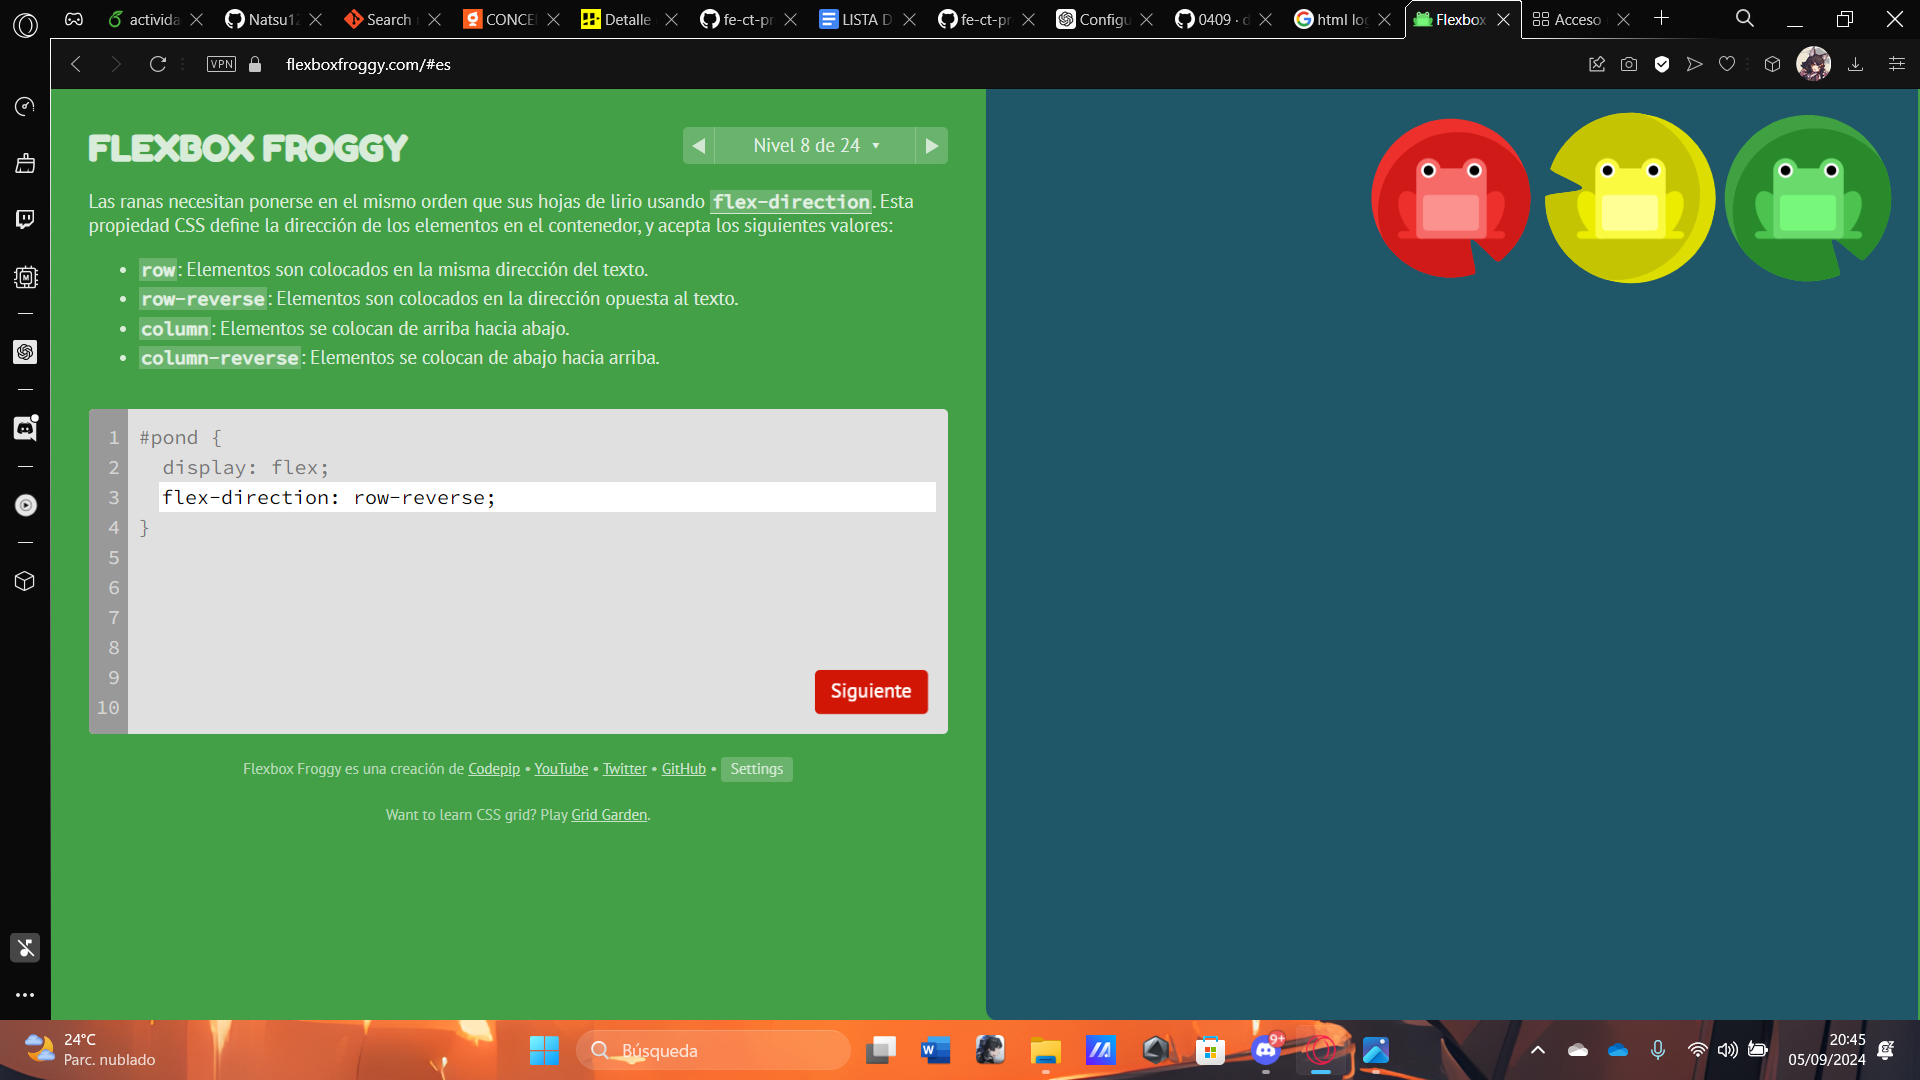 activida
Natsu12
Search
CONCE
Detalle
fe-ct-pr
LISTA D
fe-ct-pr
Configu
0409 · d
html log
Flexbox
Acceso
VPN
flexboxfroggy.com/#es
FLEXBOX FROGGY
Nivel 8 de 24 ▾
Las ranas necesitan ponerse en el mismo orden que sus hojas de lirio usando flex-direction. Esta
propiedad CSS define la dirección de los elementos en el contenedor, y acepta los siguientes valores:
• row: Elementos son colocados en la misma dirección del texto.
• row-reverse: Elementos son colocados en la dirección opuesta al texto.
• column: Elementos se colocan de arriba hacia abajo.
• column-reverse: Elementos se colocan de abajo hacia arriba.
1 #pond {
2 display: flex;
3 flex-direction: row-reverse;
4 }
5
6
7
8
9
10
Siguiente
Flexbox Froggy es una creación de Codepip • YouTube • Twitter • GitHub • Settings
Want to learn CSS grid? Play Grid Garden.
24°C
Parc. nublado
Búsqueda
9+
20:45
05/09/2024